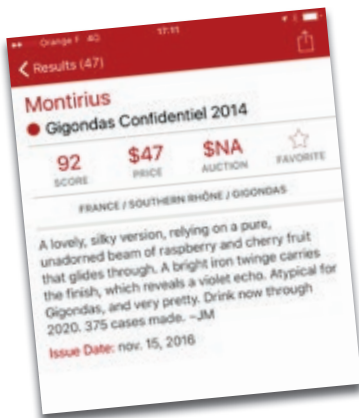 Orange F 4G 17:11
Results (47)
Montirius
Gigondas Confidentiel 2014
92 $47 $NA
SCORE PRICE AUCTION FAVORITE
FRANCE / SOUTHERN RHÔNE / GIGONDAS
A lovely, silky version, relying on a pure,
unadorned beam of raspberry and cherry fruit
that glides through. A bright iron twinge carries
the finish, which reveals a violet echo. Atypical for
Gigondas, and very pretty. Drink now through
2020. 375 cases made. –JM
Issue Date: nov. 15, 2016